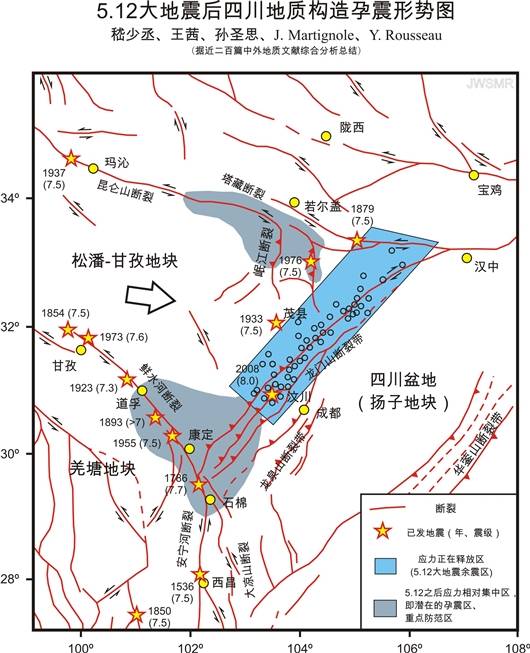 5.12大地震后四川地质构造孕震形势图
嵇少丞、王茜、孙圣思、J. Martignole、Y. Rousseau
(据近二百篇中外地质文献综合分析总结)
JWSMR
陇西
玛沁
1937
(7.5)
昆仑山断裂
塔藏断裂
宝鸡
34°
若尔盖
1879
(7.5)
岷江断裂
1976
(7.5)
汉中
松潘-甘孜地块
1854 (7.5)
1933
(7.5)
茂县
32°
1973 (7.6)
甘孜
龙门山断裂带
2008
(8.0)
四川盆地
(扬子地块)
1923 (7.3)
鲜水河断裂
道孚
汶川
成都
1893 (>7)
1955 (7.5)
康定
龙泉山断裂带
华蓥山断裂带
30°
羌塘地块
1786
(7.7)
石棉
安宁河断裂
大凉山断裂
断裂
已发地震（年、震级）
应力正在释放区
(5.12大地震余震区)
28°
1536
(7.5)
西昌
5.12之后应力相对集中区，
即潜在的孕震区、
重点防范区
1850
(7.5)
100°
102°
104°
106°
108°